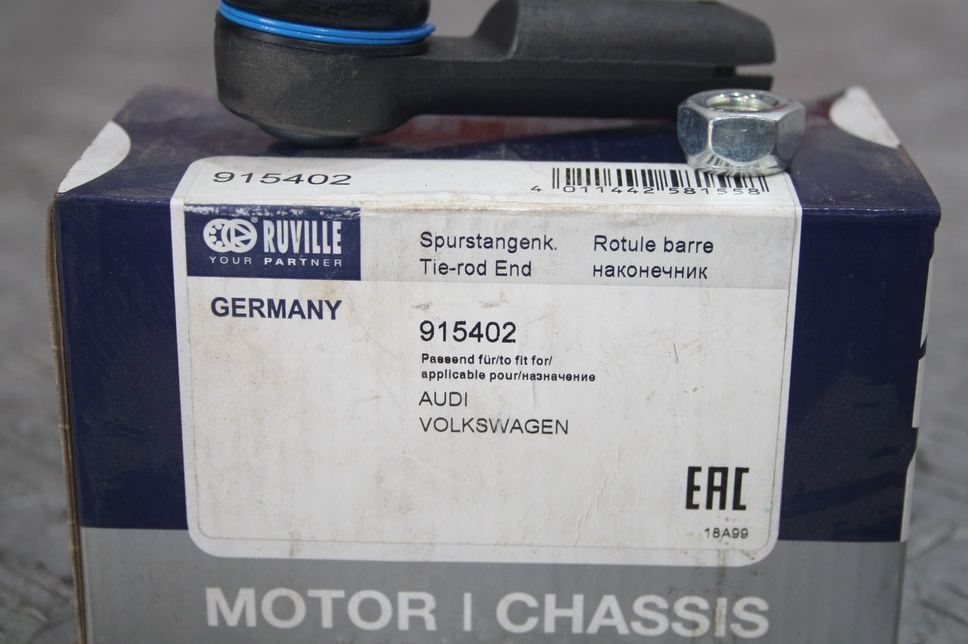 915402
4 011442 581558
RUVILLE
YOUR PARTNER
Spurstangenk.
Tie-rod End
Rotule barre
наконечник
GERMANY
915402
Passend für/to fit for/
applicable pour/назначение
AUDI
VOLKSWAGEN
EAC
18A99
MOTOR | CHASSIS